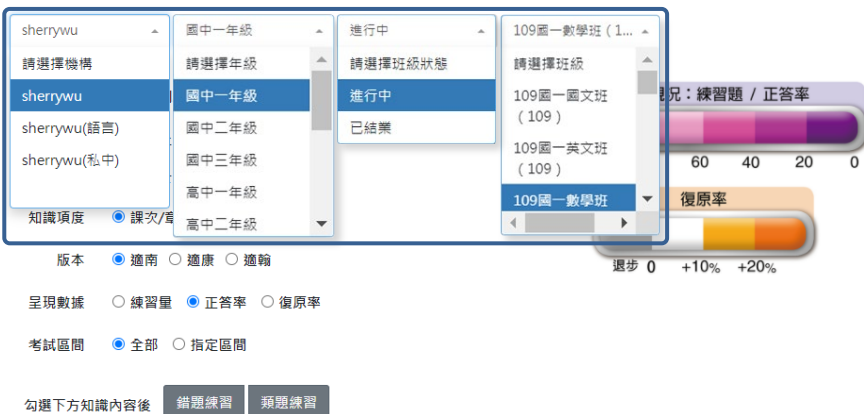 sherrywu
請選擇機構
sherrywu
sherrywu(語言)
sherrywu(私中)
國中一年級
請選擇年級
國中一年級
國中二年級
國中三年級
高中一年級
高中二年級
進行中
請選擇班級狀態
進行中
已結業
109國一數學班（1...
請選擇班級
109國一國文班
（109）
109國一英文班
（109）
109國一數學班
況：練習題 / 正答率
60 40 20 0
復原率
退步 0 +10% +20%
知識項度 課次/
版本 適南 適康 適翰
呈現數據 練習量 正答率 復原率
考試區間 全部 指定區間
勾選下方知識內容後 錯題練習 類題練習